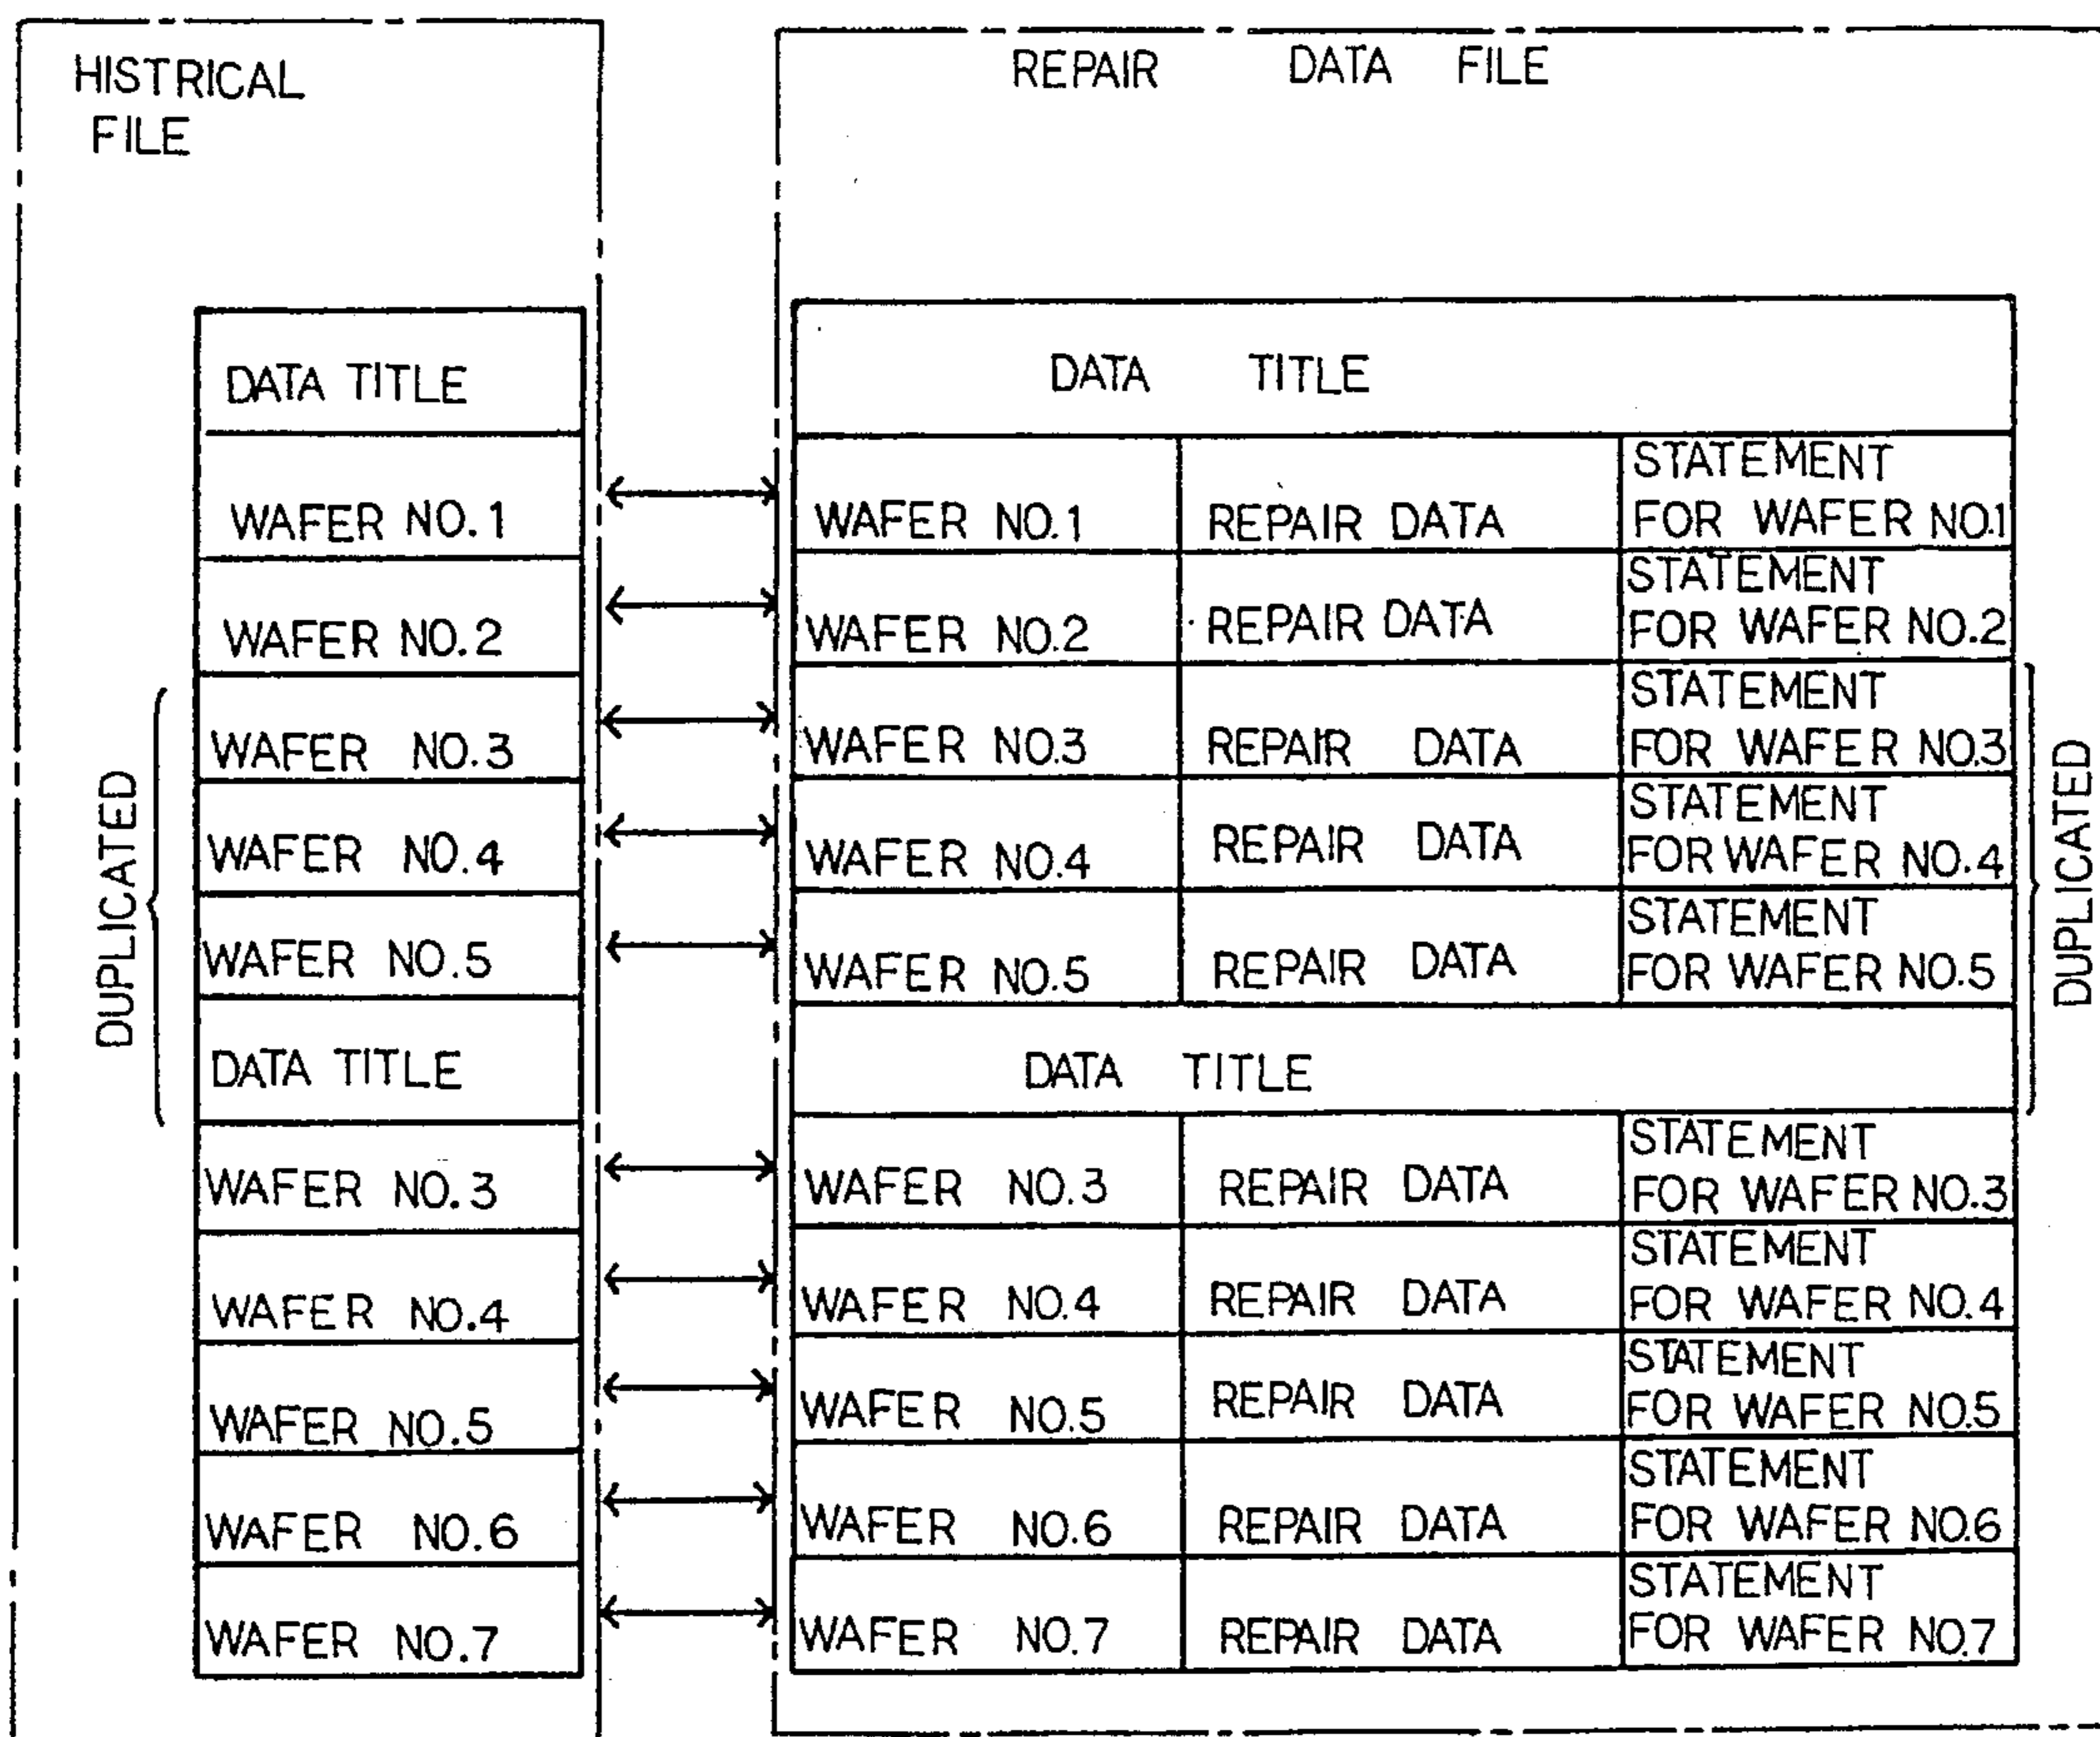 HISTRICAL
FILE
DATA TITLE
WAFER NO.1
WAFER NO.2
WAFER NO.3
WAFER NO.4
WAFER NO.5
DATA TITLE
WAFER NO.3
WAFER NO.4
WAFER NO.5
WAFER NO.6
WAFER NO.7
DUPLICATED
REPAIR DATA FILE
DATA TITLE
WAFER NO.1 REPAIR DATA
STATEMENT
FOR WAFER NO.1
WAFER NO.2 REPAIR DATA
STATEMENT
FOR WAFER NO.2
WAFER NO.3 REPAIR DATA
STATEMENT
FOR WAFER NO.3
WAFER NO.4 REPAIR DATA
STATEMENT
FOR WAFER NO.4
WAFER NO.5 REPAIR DATA
STATEMENT
FOR WAFER NO.5
DATA TITLE
WAFER NO.3 REPAIR DATA
STATEMENT
FOR WAFER NO.3
WAFER NO.4 REPAIR DATA
STATEMENT
FOR WAFER NO.4
WAFER NO.5 REPAIR DATA
STATEMENT
FOR WAFER NO.5
WAFER NO.6 REPAIR DATA
STATEMENT
FOR WAFER NO.6
WAFER NO.7 REPAIR DATA
STATEMENT
FOR WAFER NO.7
DUPLICATED